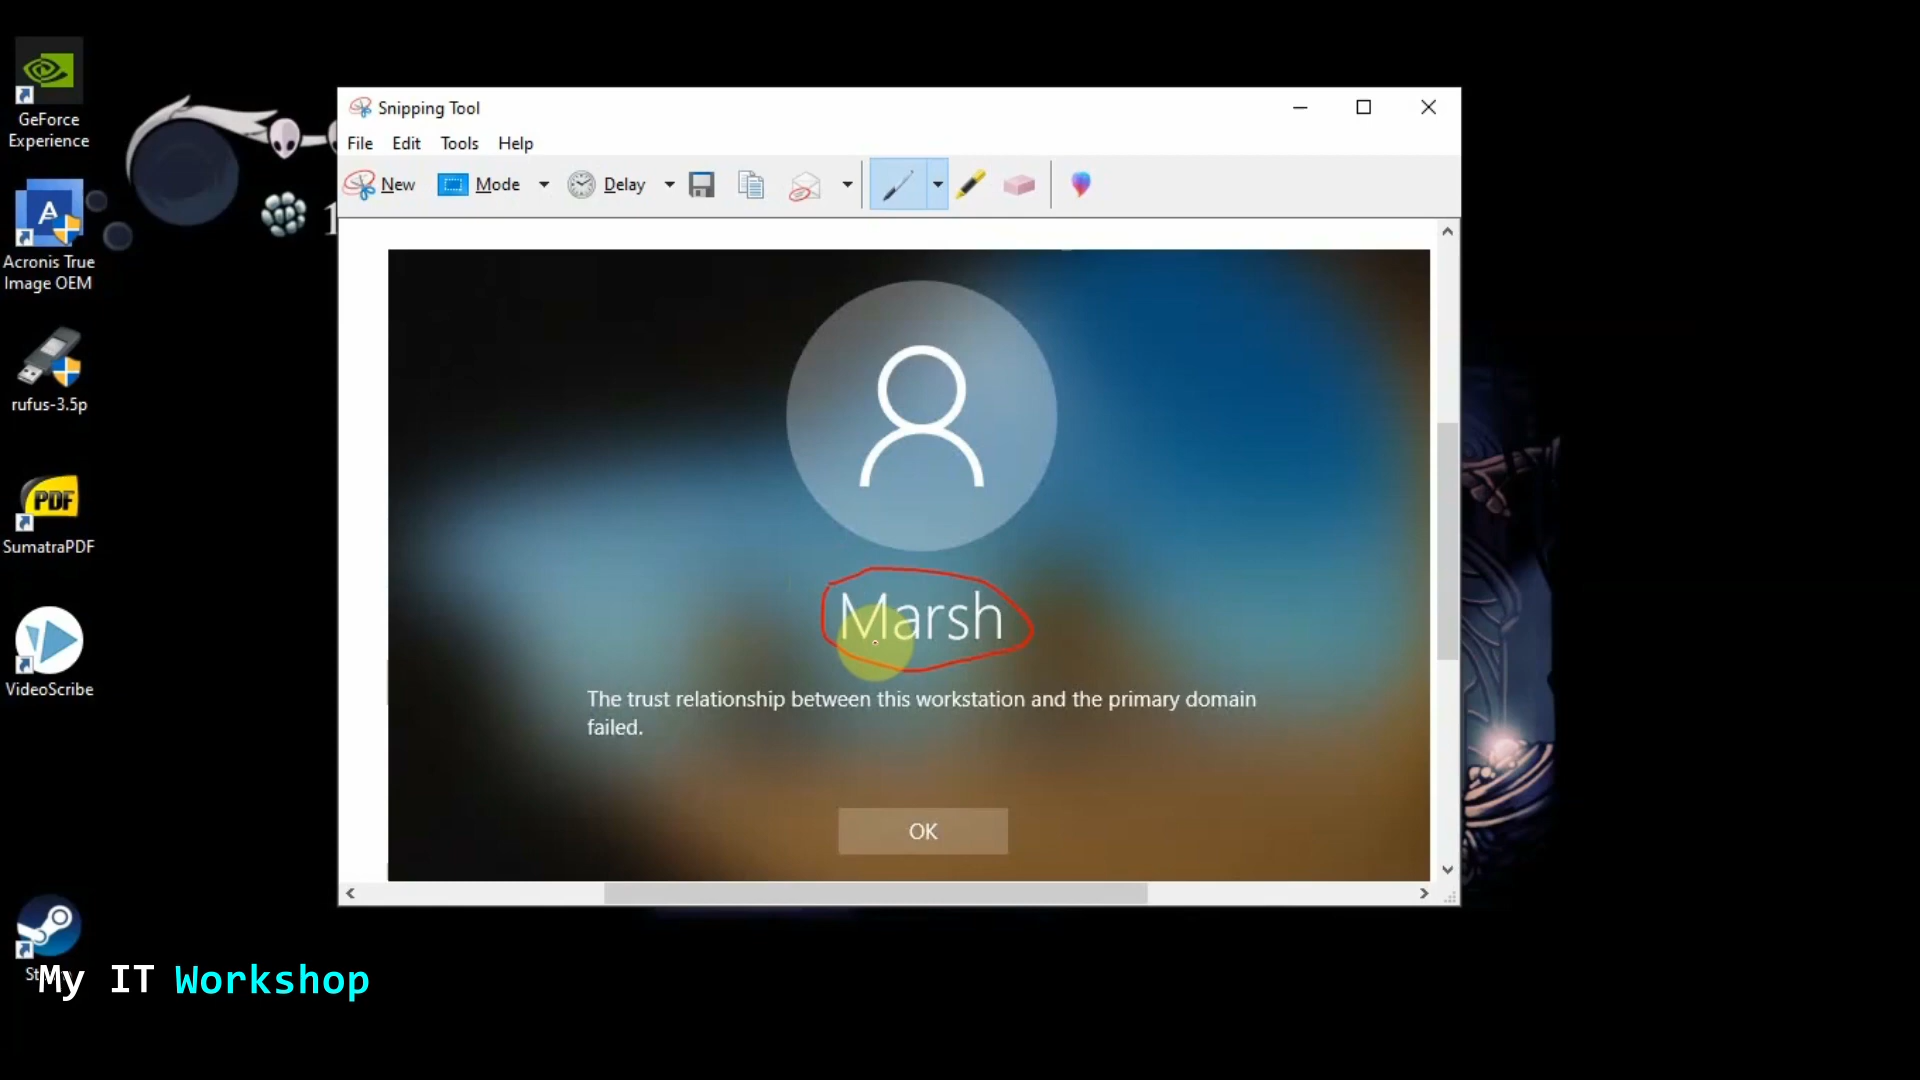 GeForce
Experience
Acronis True
Image OEM
rufus-3.5p
PDF
SumatraPDF
VideoScribe
My IT Workshop
Snipping Tool
File Edit Tools Help
New Mode Delay
Marsh
The trust relationship between this workstation and the primary domain
failed.
OK